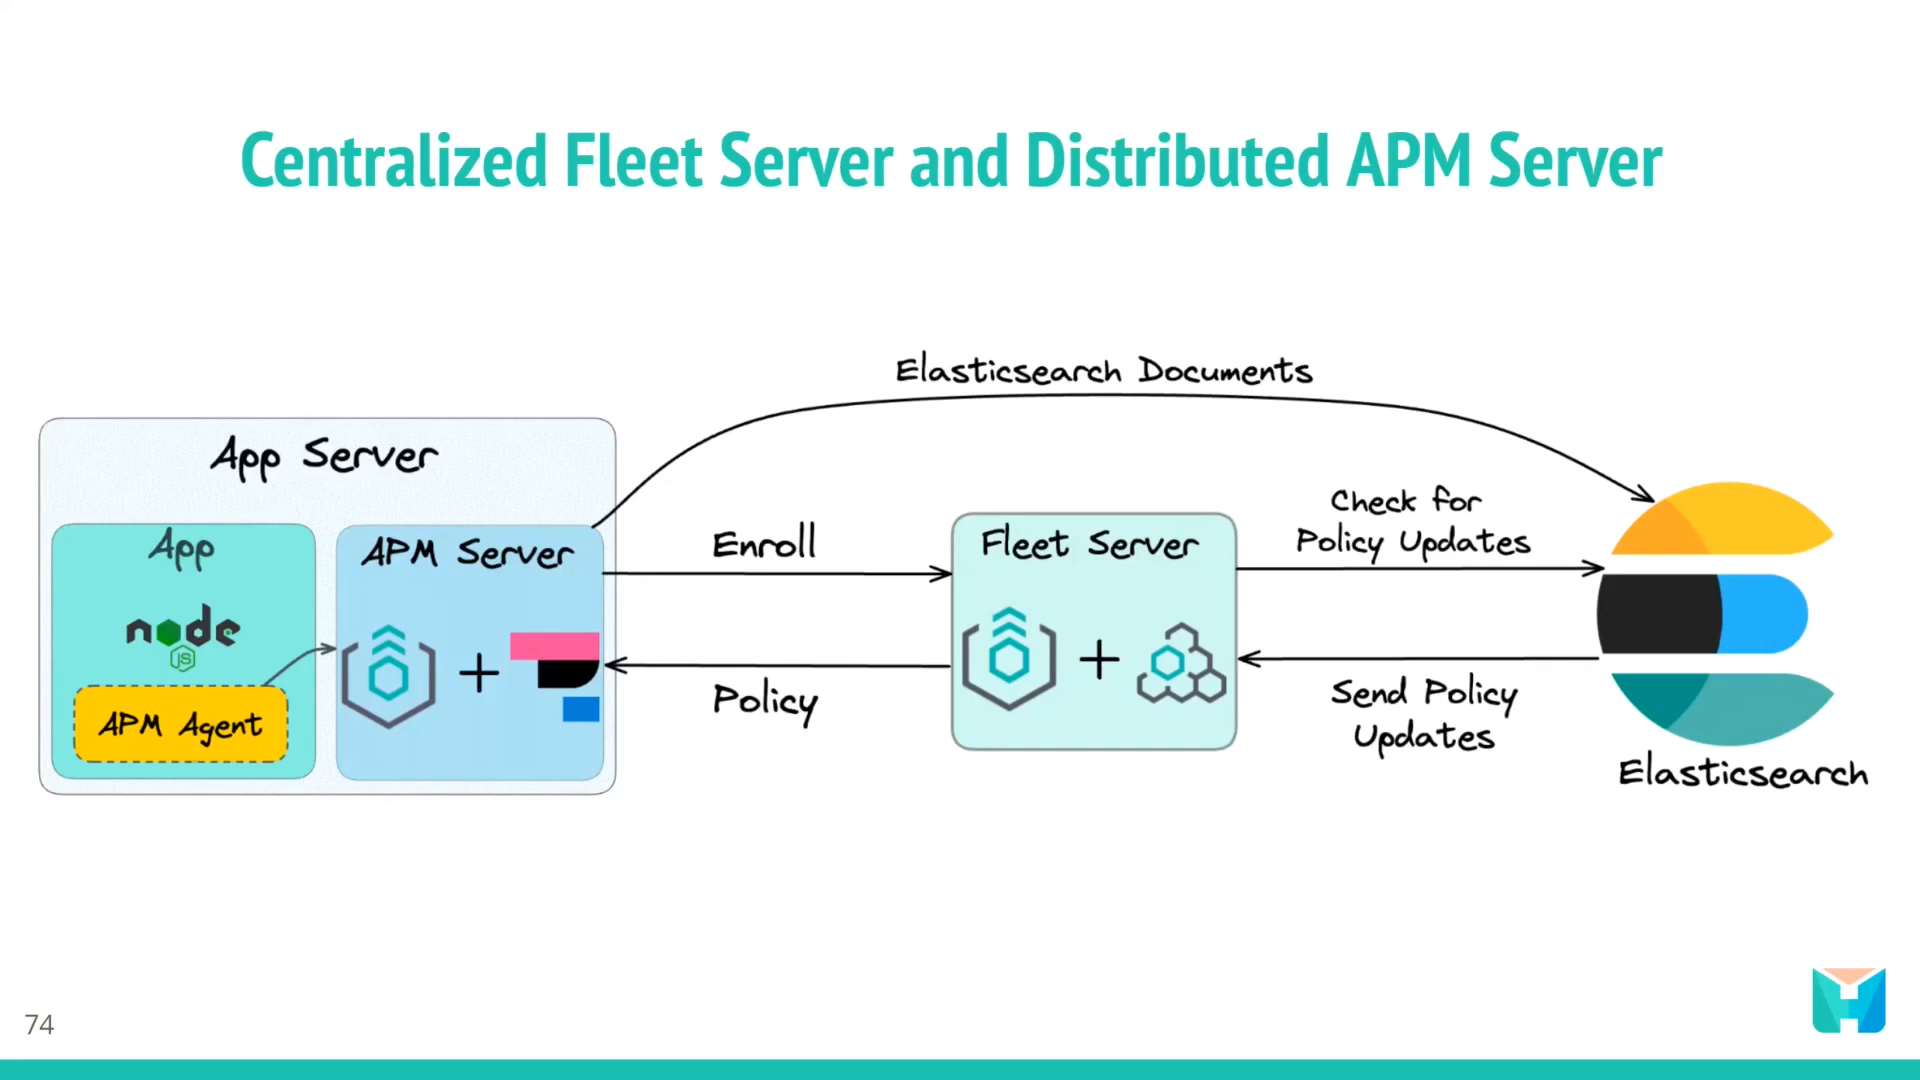 Centralized Fleet Server and Distributed APM Server
Elasticsearch Documents
App Server
App
node
JS
APM Agent
APM Server
+
Enroll
Policy
Fleet Server
+
Check for
Policy Updates
Send Policy
Updates
Elasticsearch
74